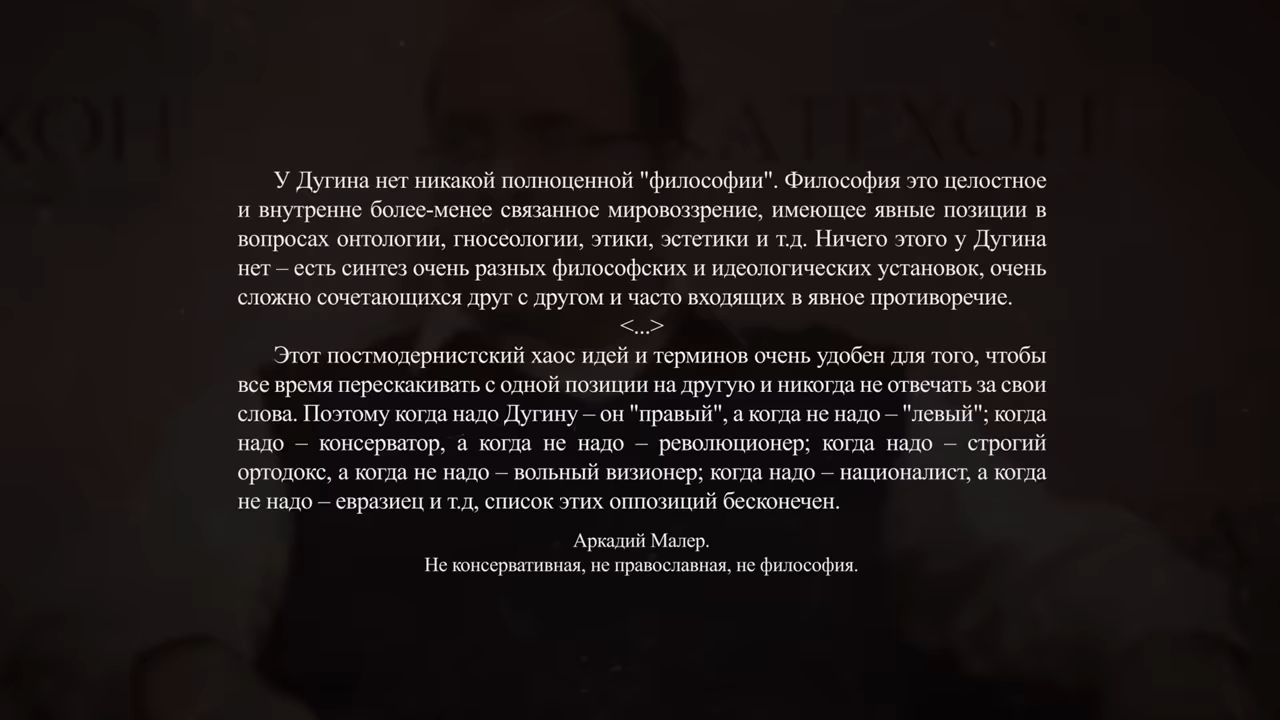 ХОН КАТЕХОН
У Дугина нет никакой полноценной "философии". Философия это целостное
и внутренне более-менее связанное мировоззрение, имеющее явные позиции в
вопросах онтологии, гносеологии, этики, эстетики и т.д. Ничего этого у Дугина
нет – есть синтез очень разных философских и идеологических установок, очень
сложно сочетающихся друг с другом и часто входящих в явное противоречие.
<...>
Этот постмодернистский хаос идей и терминов очень удобен для того, чтобы
все время перескакивать с одной позиции на другую и никогда не отвечать за свои
слова. Поэтому когда надо Дугину – он "правый", а когда не надо – "левый"; когда
надо – консерватор, а когда не надо – революционер; когда надо – строгий
ортодокс, а когда не надо – вольный визионер; когда надо – националист, а когда
не надо – евразиец и т.д, список этих оппозиций бесконечен.
Аркадий Малер.
Не консервативная, не православная, не философия.